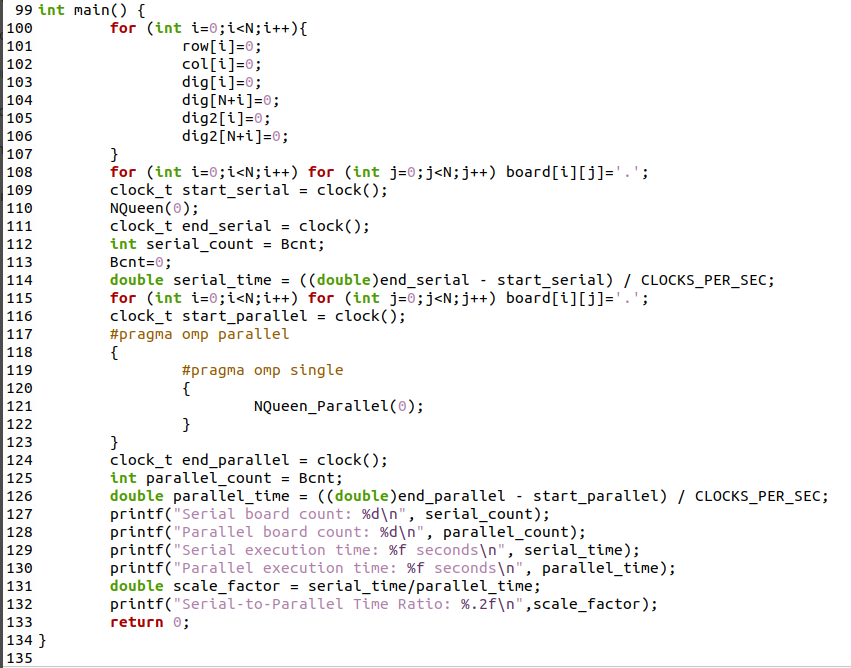 99 int main() {
100         for (int i=0;i<N;i++){
101                 row[i]=0;
102                 col[i]=0;
103                 dig[i]=0;
104                 dig[N+i]=0;
105                 dig2[i]=0;
106                 dig2[N+i]=0;
107         }
108         for (int i=0;i<N;i++) for (int j=0;j<N;j++) board[i][j]='.';
109         clock_t start_serial = clock();
110         NQueen(0);
111         clock_t end_serial = clock();
112         int serial_count = Bcnt;
113         Bcnt=0;
114         double serial_time = ((double)end_serial - start_serial) / CLOCKS_PER_SEC;
115         for (int i=0;i<N;i++) for (int j=0;j<N;j++) board[i][j]='.';
116         clock_t start_parallel = clock();
117         #pragma omp parallel
118         {
119                 #pragma omp single
120                 {
121                         NQueen_Parallel(0);
122                 }
123         }
124         clock_t end_parallel = clock();
125         int parallel_count = Bcnt;
126         double parallel_time = ((double)end_parallel - start_parallel) / CLOCKS_PER_SEC;
127         printf("Serial board count: %d\n", serial_count);
128         printf("Parallel board count: %d\n", parallel_count);
129         printf("Serial execution time: %f seconds\n", serial_time);
130         printf("Parallel execution time: %f seconds\n", parallel_time);
131         double scale_factor = serial_time/parallel_time;
132         printf("Serial-to-Parallel Time Ratio: %.2f\n",scale_factor);
133         return 0;
134 }
135